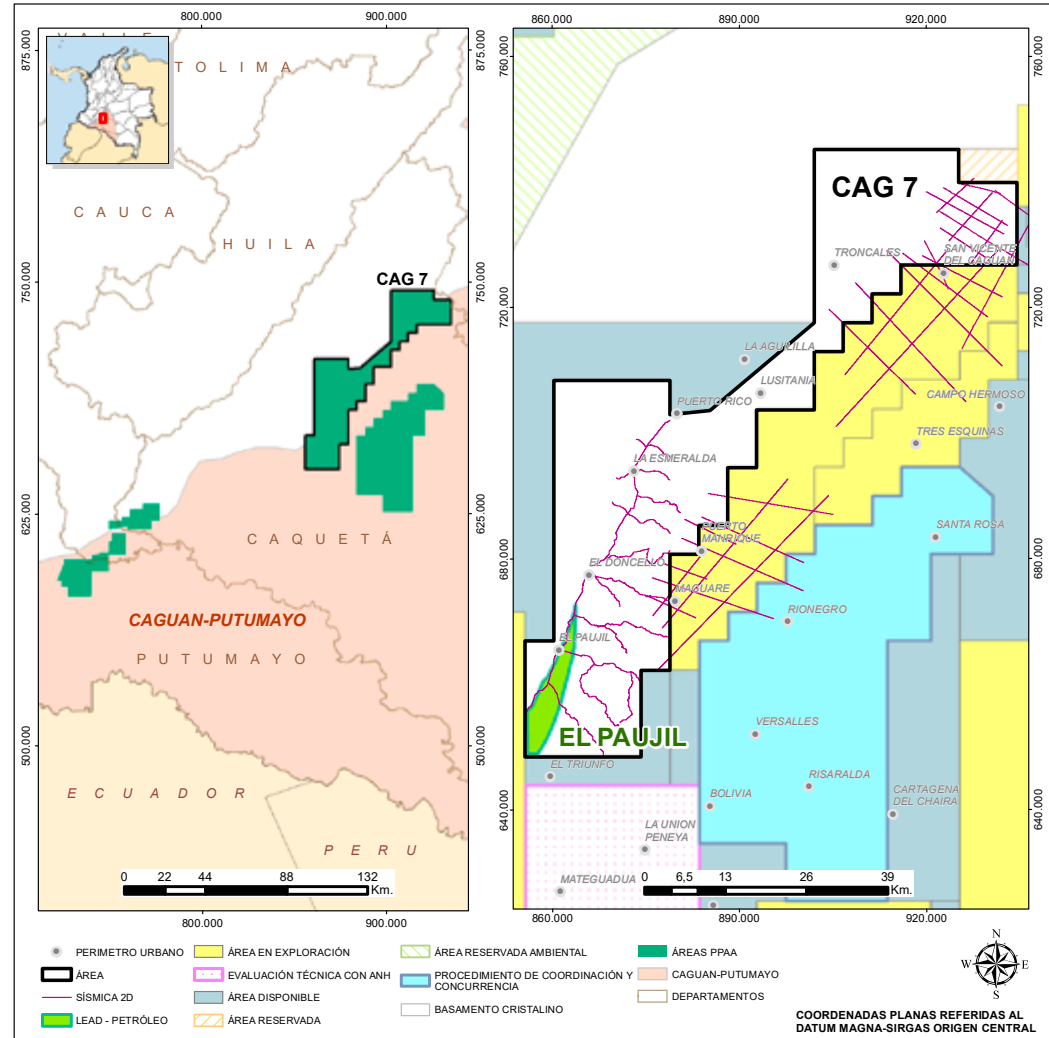 800.000
900.000
860.000
890.000
920.000
875.000
750.000
625.000
500.000
875.000
750.000
625.000
500.000
760.000
720.000
680.000
640.000
760.000
720.000
680.000
640.000
TOLIMA
CAUCA
HUILA
CAG 7
CAQUETÁ
CAGUAN-PUTUMAYO
PUTUMAYO
ECUADOR
PERU
0 22 44 88 132
Km.
800.000
900.000
CAG 7
TRONCALES
SAN VICENTE
DEL CAGUAN
LA AGUILILLA
LUSITANIA
PUERTO RICO
CAMPO HERMOSO
TRES ESQUINAS
LA ESMERALDA
PUERTO
MANRIQUE
SANTA ROSA
EL DONCELLO
MAGUARE
RIONEGRO
EL PAUJIL
EL PAUJIL
VERSALLES
EL TRIUNFO
RISARALDA
BOLIVIA
CARTAGENA
DEL CHAIRA
LA UNION
PENEYA
MATEGUADUA
0 6,5 13 26 39
Km.
860.000
890.000
920.000
PERIMETRO URBANO
ÁREA
SÍSMICA 2D
LEAD - PETRÓLEO
ÁREA EN EXPLORACIÓN
EVALUACIÓN TÉCNICA CON ANH
ÁREA DISPONIBLE
ÁREA RESERVADA
ÁREA RESERVADA AMBIENTAL
PROCEDIMIENTO DE COORDINACIÓN Y
CONCURRENCIA
BASAMENTO CRISTALINO
ÁREAS PPAA
CAGUAN-PUTUMAYO
DEPARTAMENTOS
N
W E
S
COORDENADAS PLANAS REFERIDAS AL
DATUM MAGNA-SIRGAS ORIGEN CENTRAL